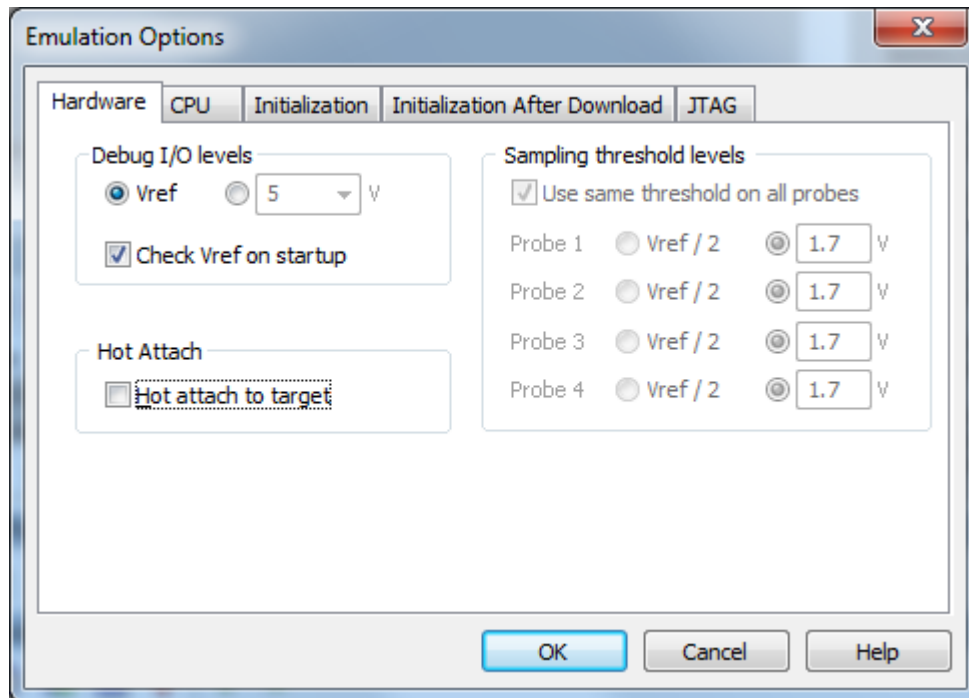 Emulation Options
Hardware CPU Initialization Initialization After Download JTAG
Debug I/O levels
Vref 5 V
Check Vref on startup
Hot Attach
Hot attach to target
Sampling threshold levels
Use same threshold on all probes
Probe 1 Vref / 2 1.7 V
Probe 2 Vref / 2 1.7 V
Probe 3 Vref / 2 1.7 V
Probe 4 Vref / 2 1.7 V
OK Cancel Help